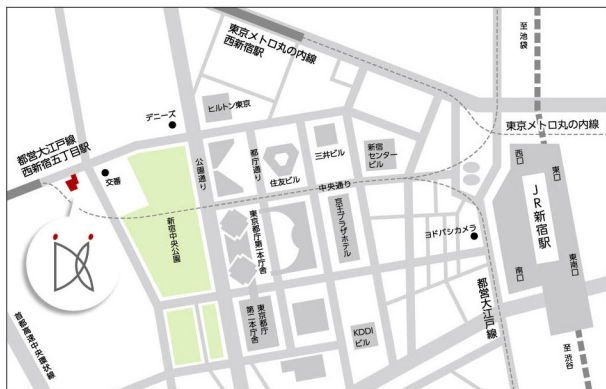 東京メトロ丸の内線
西新宿駅
至池袋
デニーズ
ヒルトン東京
東京メトロ丸の内線
都営大江戸線
西新宿五丁目駅
交番
公園通り
都庁通り
住友ビル
三井ビル
新宿
センター
ビル
西口
東口
中央通り
新宿中央公園
東京都庁第一本庁舎
京王プラザホテル
ヨドバシカメラ
JR新宿駅
南口
東南口
都営大江戸線
東京都庁
第二本庁舎
KDDI
ビル
首都高速中央環状線
至渋谷